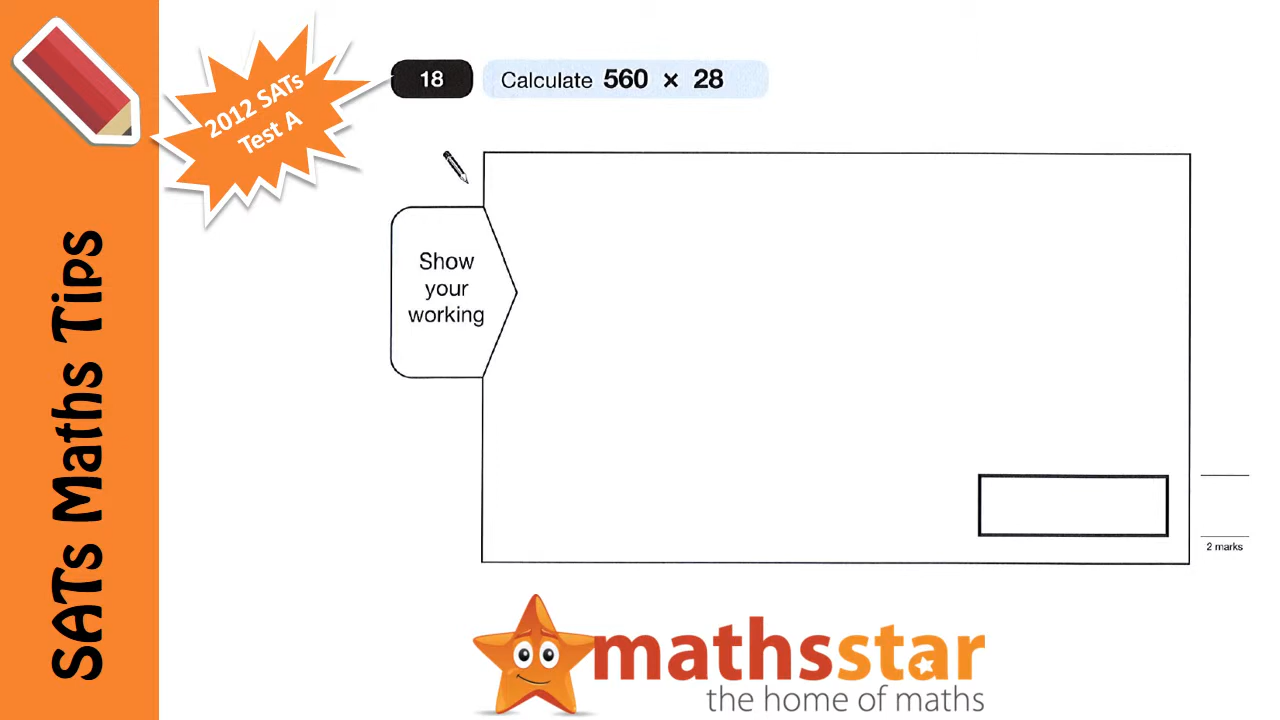 SATs Maths Tips
2012 SATs
Test A
18
Calculate 560 × 28
Show
your
working
2 marks
mathsstar
the home of maths